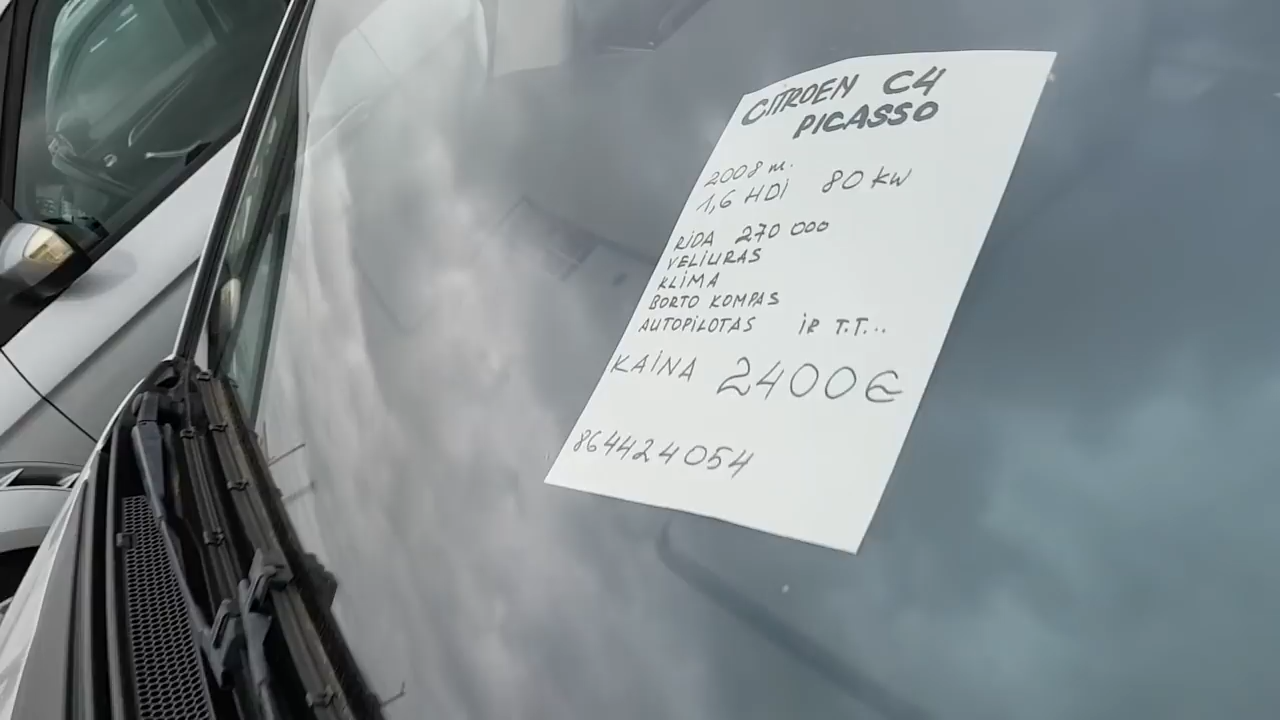 CITROEN C4
PICASSO
2008 m.
1,6 HDi 80 KW
RiDA 270 000
VELIURAS
KLiMA
BORTO KOMPAS
AUTOPiLOTAS iR T.T...
KAiNA 2400€
864424054